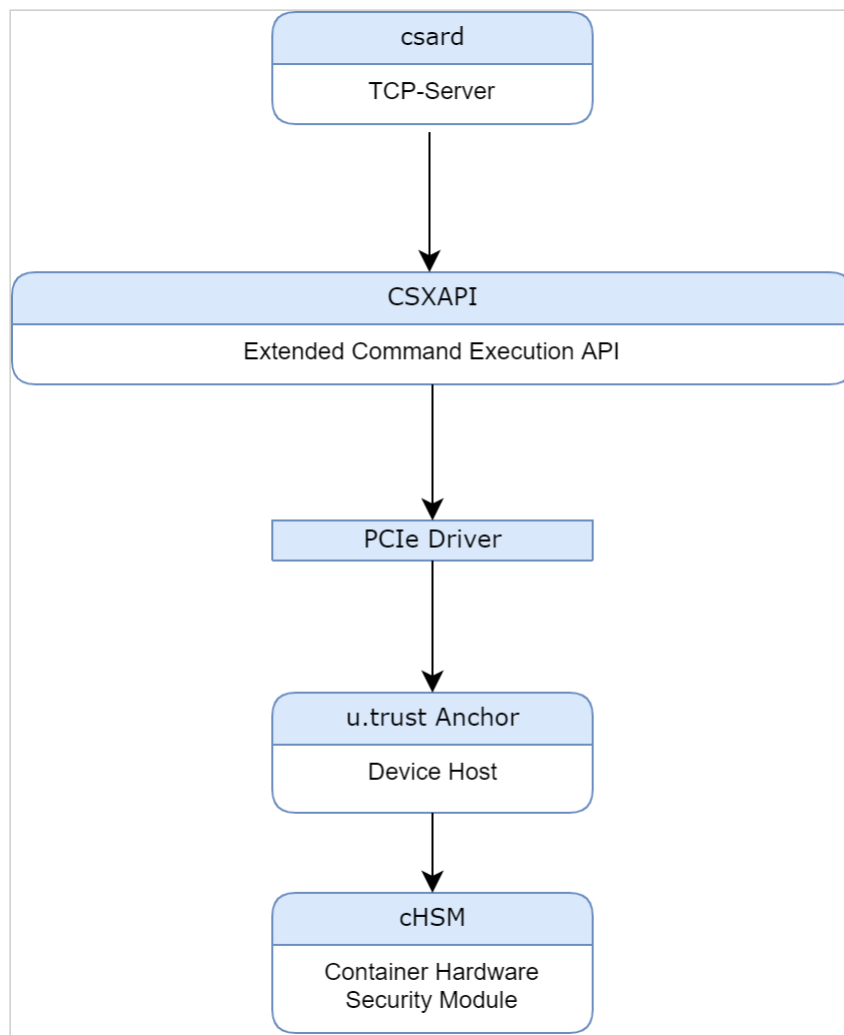 csard
TCP-Server
CSXAPI
Extended Command Execution API
PCIe Driver
u.trust Anchor
Device Host
cHSM
Container Hardware
Security Module